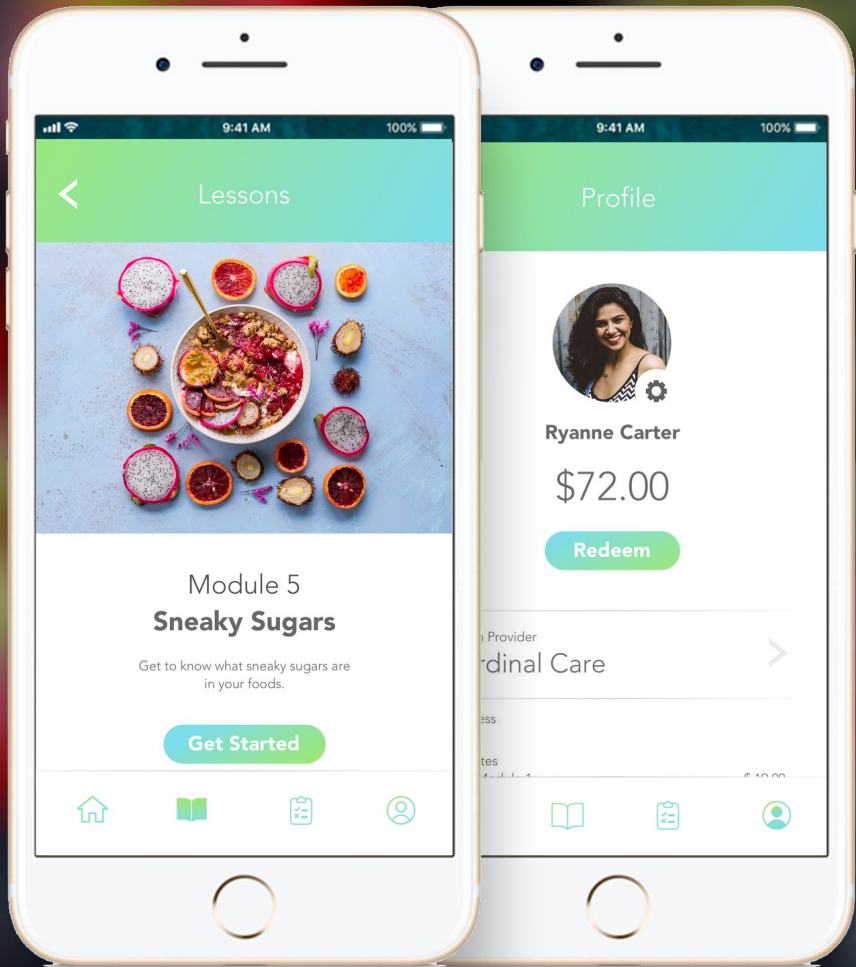 9:41 AM
100%
Lessons
Module 5
Sneaky Sugars
Get to know what sneaky sugars are
in your foods.
Get Started
9:41 AM
100%
Profile
Ryanne Carter
$72.00
Redeem
Provider
Care